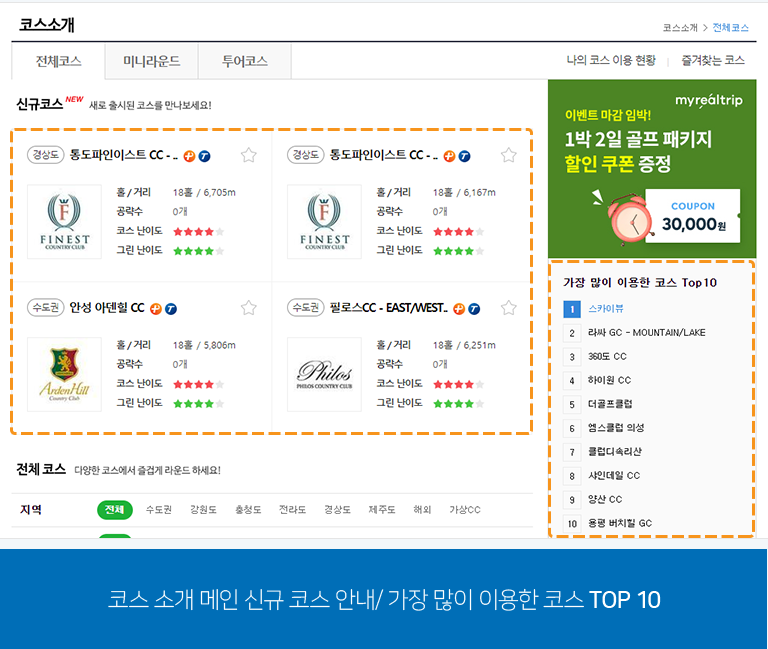 코스소개
코스소개 > 전체코스
전체코스 미니라운드 투어코스
나의 코스 이용 현황 | 즐겨찾는 코스
신규코스 NEW 새로 출시된 코스를 만나보세요!
경상도 통도파인이스트 CC - .. T
FINEST
COUNTRY CLUB
홀 / 거리 18홀 / 6,705m
공략수 0개
코스 난이도 ★★★★★
그린 난이도 ★★★★★
경상도 통도파인이스트 CC - .. T
FINEST
COUNTRY CLUB
홀 / 거리 18홀 / 6,167m
공략수 0개
코스 난이도 ★★★★★
그린 난이도 ★★★★★
수도권 안성 아덴힐 CC T
ArdenHill
Country Club
홀 / 거리 18홀 / 5,806m
공략수 0개
코스 난이도 ★★★★★
그린 난이도 ★★★★★
수도권 필로스CC - EAST/WEST.. T
Philos
PHILOS COUNTRY CLUB
홀 / 거리 18홀 / 6,251m
공략수 0개
코스 난이도 ★★★★★
그린 난이도 ★★★★★
myrealtrip
이벤트 마감 임박!
1박 2일 골프 패키지
할인 쿠폰 증정
COUPON
30,000원
가장 많이 이용한 코스 Top10
1 스카이뷰
2 라싸 GC - MOUNTAIN/LAKE
3 360도 CC
4 하이원 CC
5 더골프클럽
6 엠스클럽 의성
7 클럽디속리산
8 샤인데일 CC
9 양산 CC
10 용평 버치힐 GC
전체 코스 다양한 코스에서 즐겁게 라운드 하세요!
지역 전체 수도권 강원도 충청도 전라도 경상도 제주도 해외 가상CC
코스 소개 메인 신규 코스 안내/ 가장 많이 이용한 코스 TOP 10